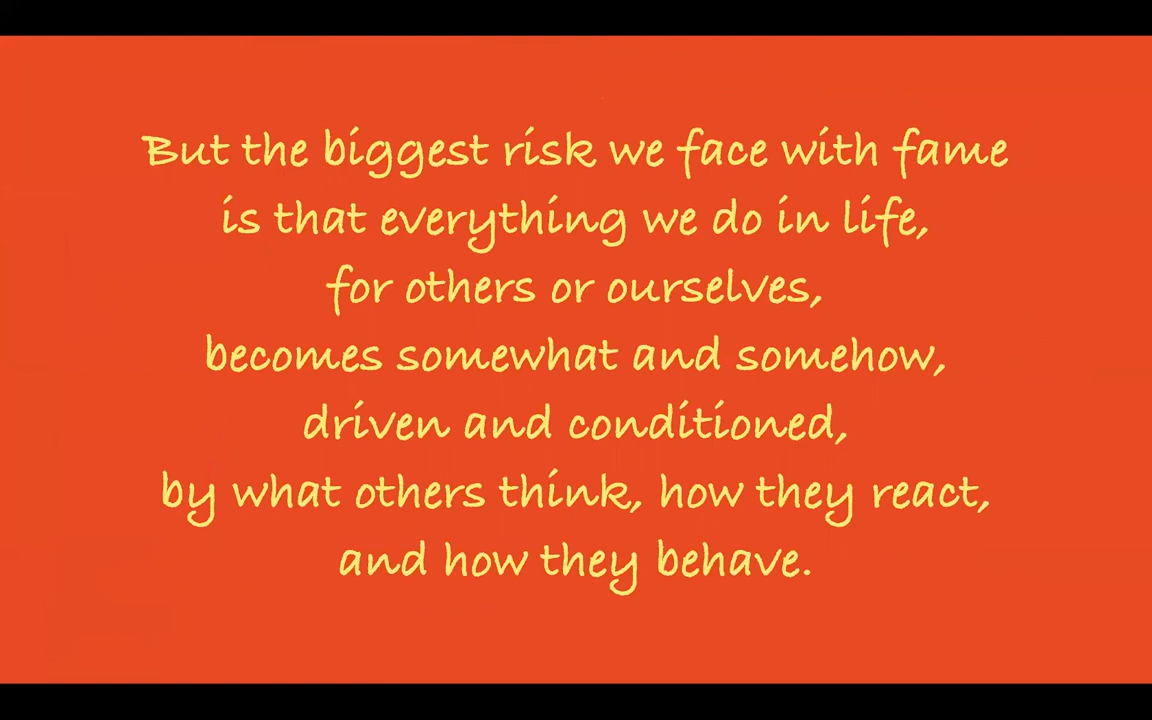 But the biggest risk we face with fame
is that everything we do in life,
for others or ourselves,
becomes somewhat and somehow,
driven and conditioned,
by what others think, how they react,
and how they behave.